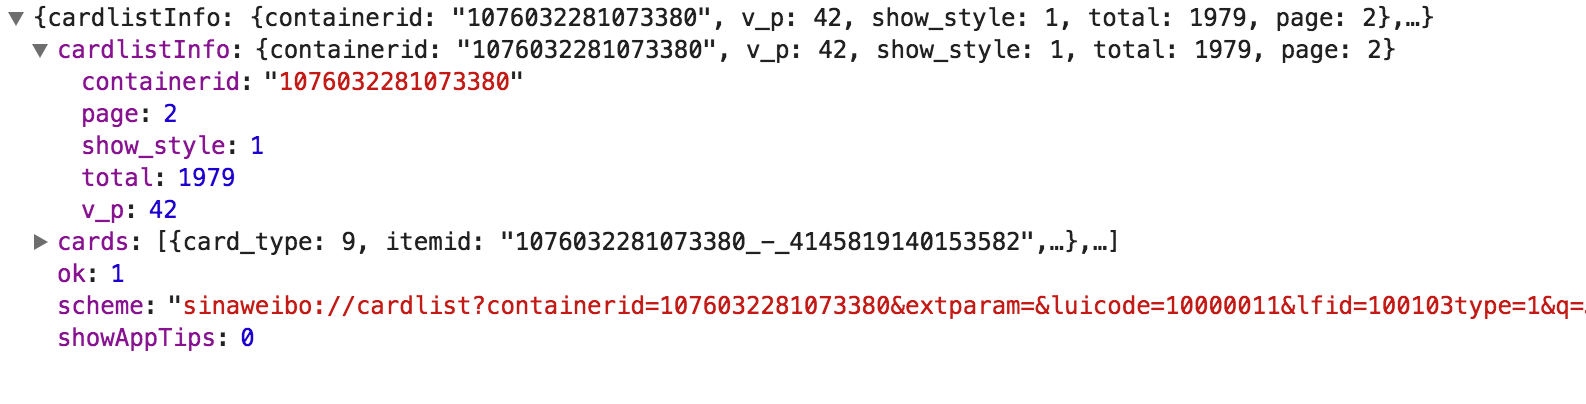 {cardlistInfo: {containerid: "1076032281073380", v_p: 42, show_style: 1, total: 1979, page: 2},…}
cardlistInfo: {containerid: "1076032281073380", v_p: 42, show_style: 1, total: 1979, page: 2}
containerid: "1076032281073380"
page: 2
show_style: 1
total: 1979
v_p: 42
cards: [{card_type: 9, itemid: "1076032281073380_-_4145819140153582",…},…]
ok: 1
scheme: "sinaweibo://cardlist?containerid=1076032281073380&extparam=&luicode=10000011&lfid=100103type=1&q=
showAppTips: 0